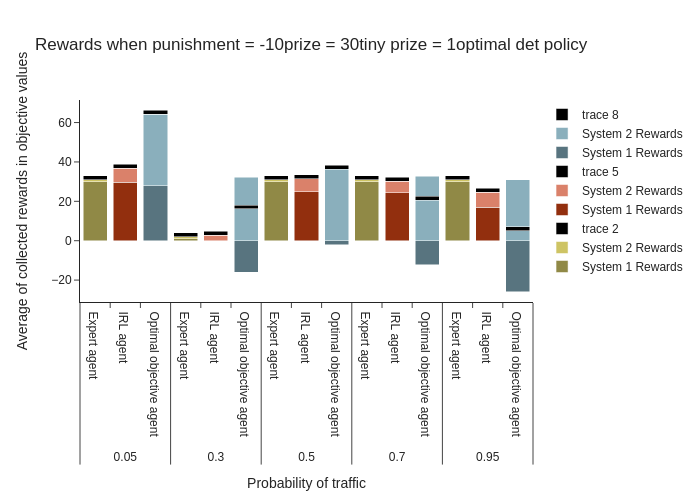 Rewards when punishment = -10prize = 30tiny prize = 1optimal det policy
Average of collected rewards in objective values
60
40
20
0
−20
trace 8
System 2 Rewards
System 1 Rewards
trace 5
System 2 Rewards
System 1 Rewards
trace 2
System 2 Rewards
System 1 Rewards
Expert agent
IRL agent
Optimal objective agent
Expert agent
IRL agent
Optimal objective agent
Expert agent
IRL agent
Optimal objective agent
Expert agent
IRL agent
Optimal objective agent
Expert agent
IRL agent
Optimal objective agent
0.05
0.3
0.5
0.7
0.95
Probability of traffic